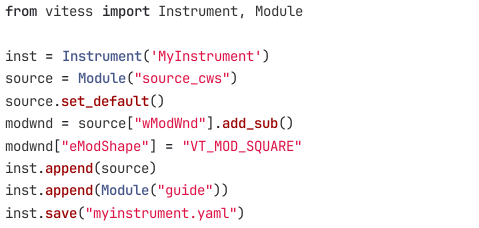 from vitess import Instrument, Module

inst = Instrument('MyInstrument')
source = Module("source_cws")
source.set_default()
modwnd = source["wModWnd"].add_sub()
modwnd["eModShape"] = "VT_MOD_SQUARE"
inst.append(source)
inst.append(Module("guide"))
inst.save("myinstrument.yaml")